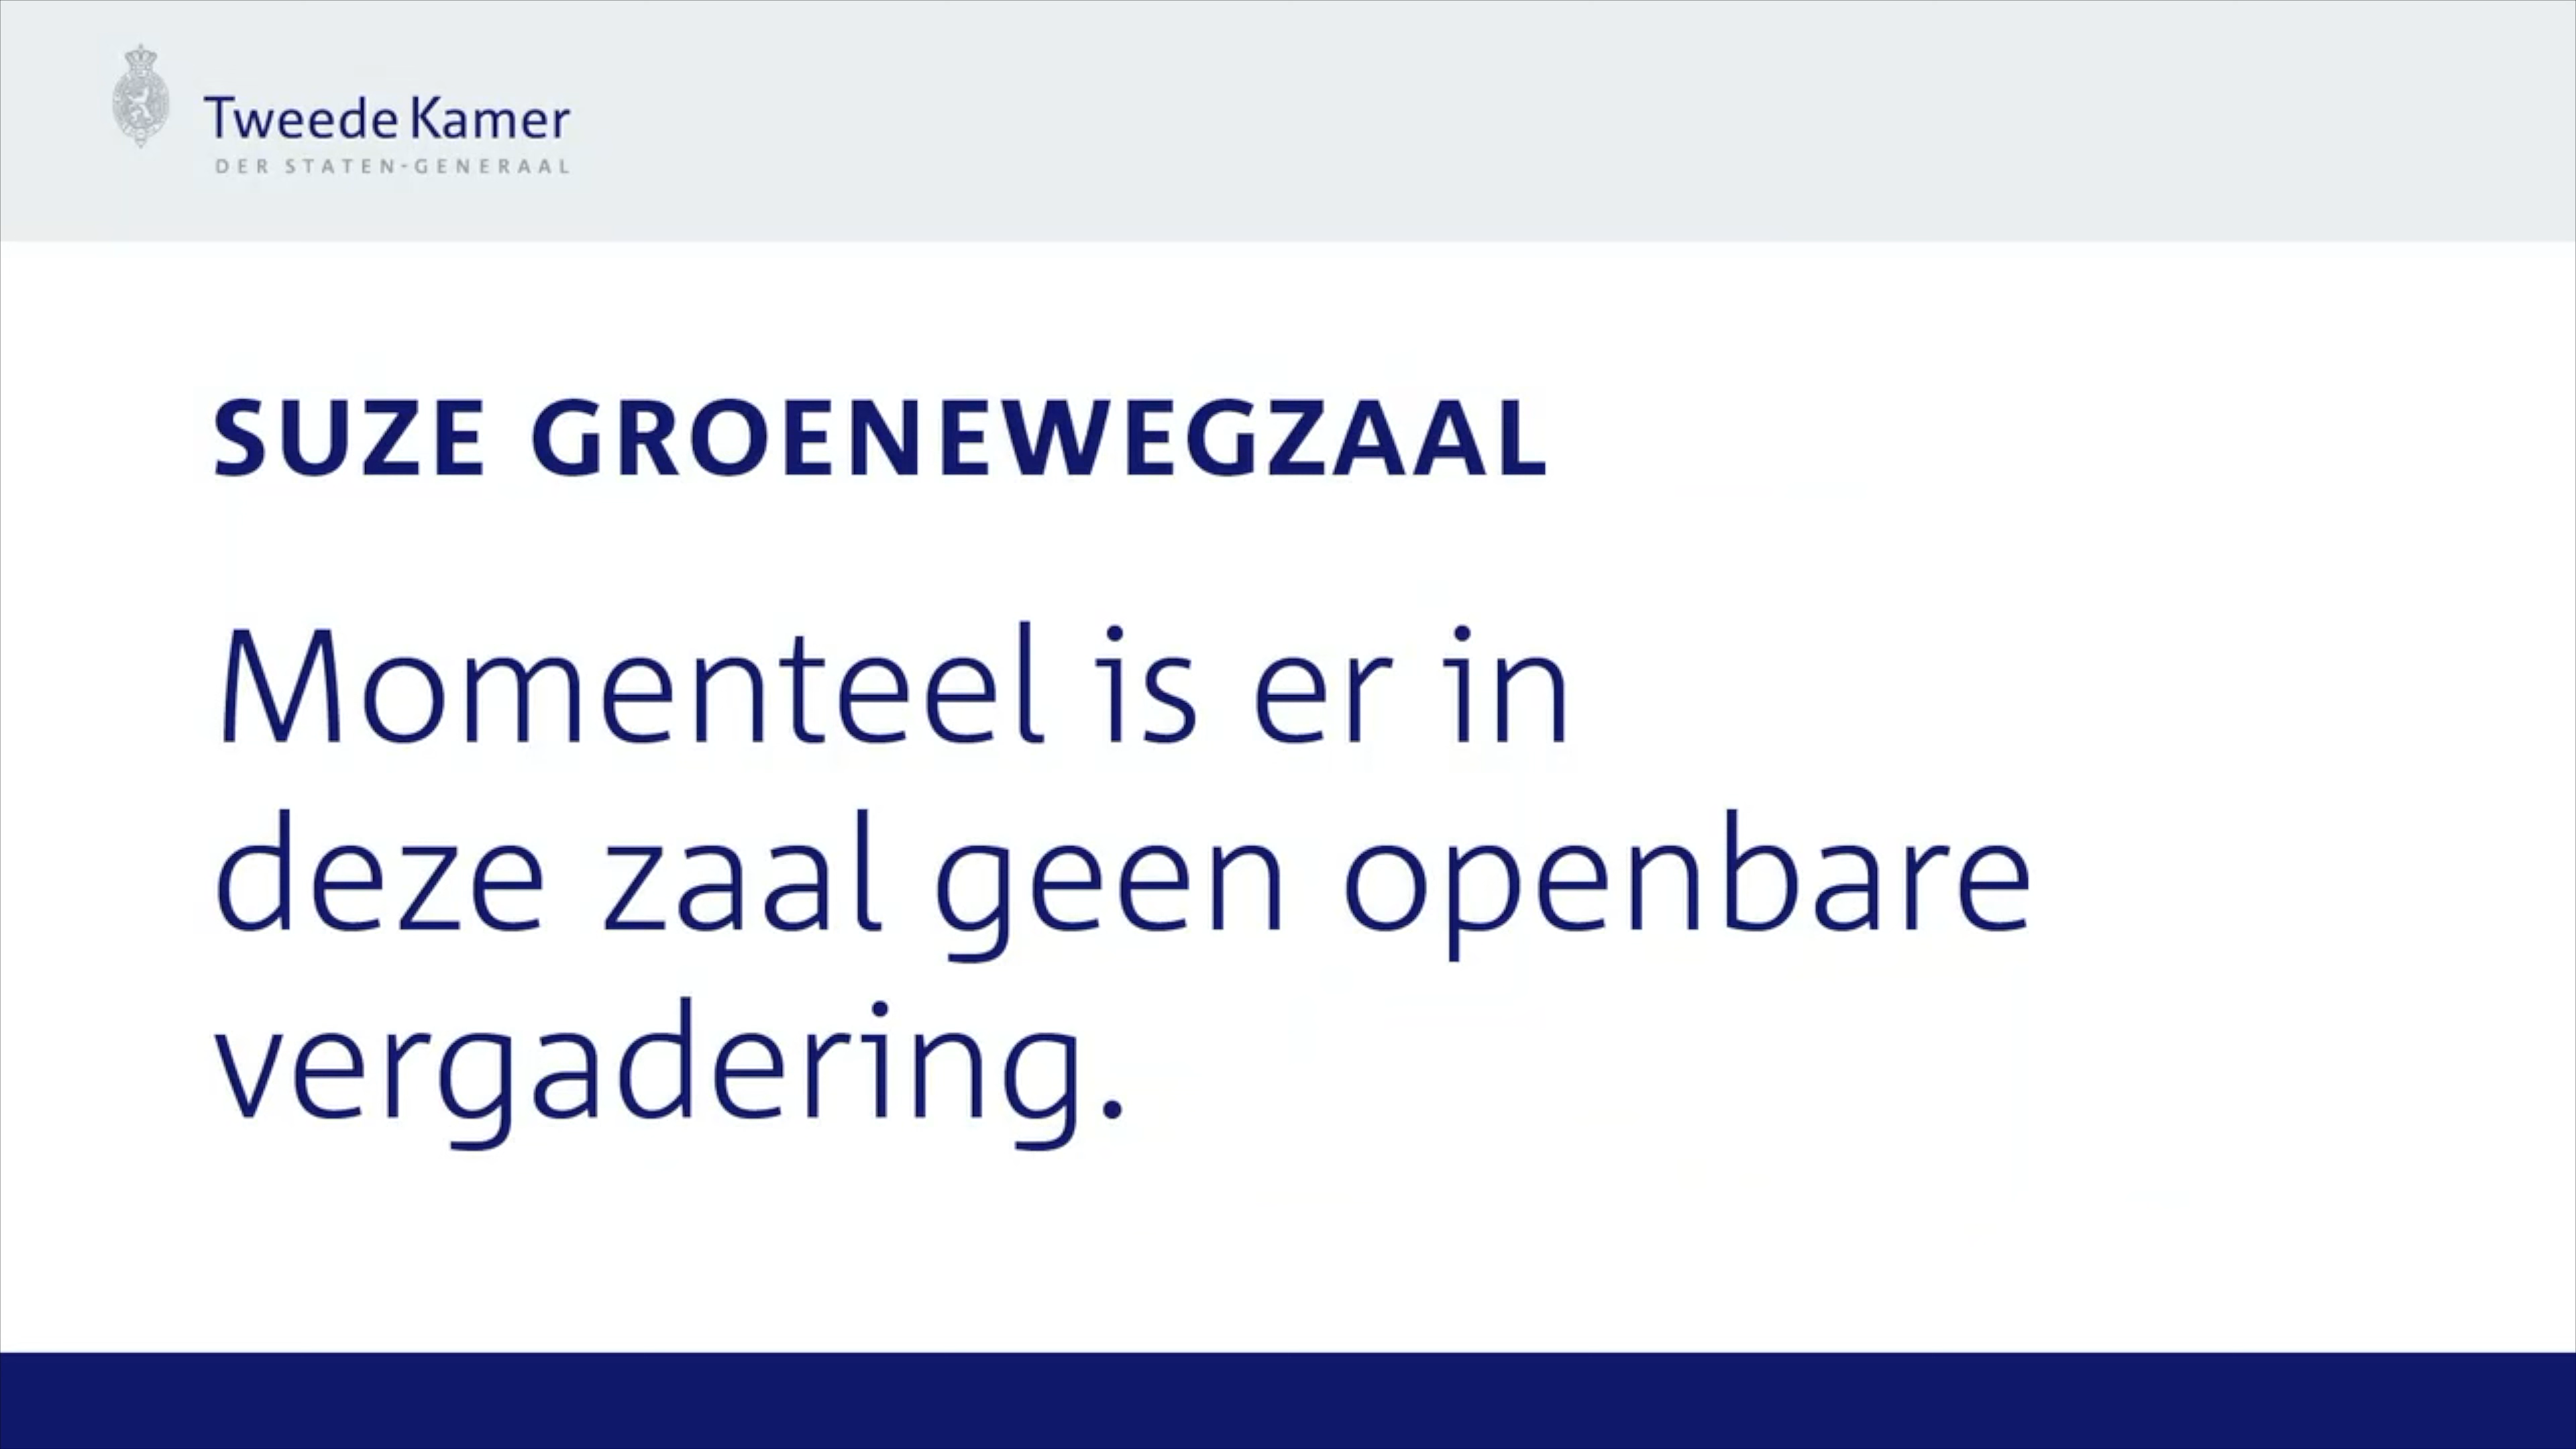 Tweede Kamer
DER STATEN-GENERAAL
SUZE GROENEWEGZAAL
Momenteel is er in
deze zaal geen openbare
vergadering.